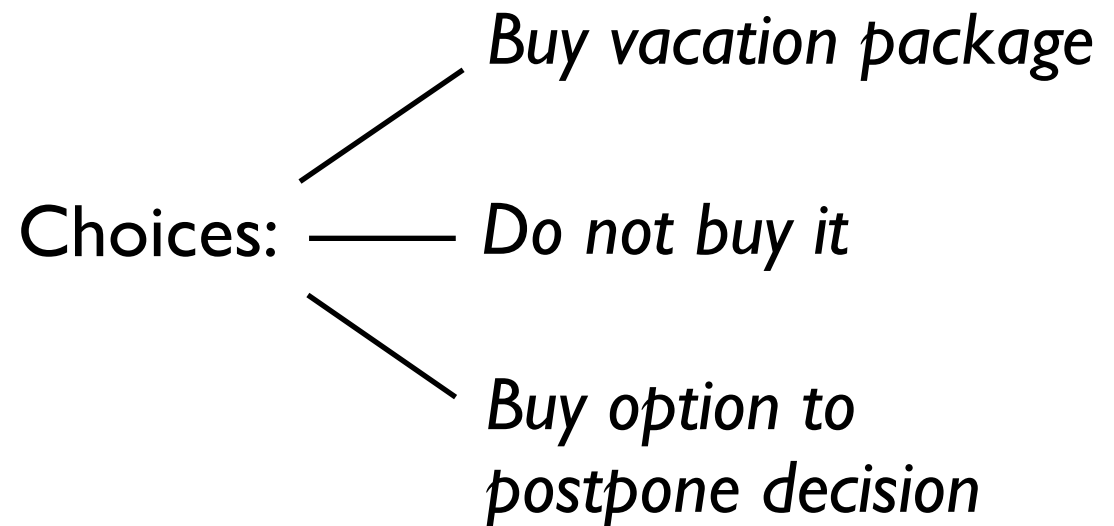 Buy vacation package
Choices:
Do not buy it
Buy option to
postpone decision